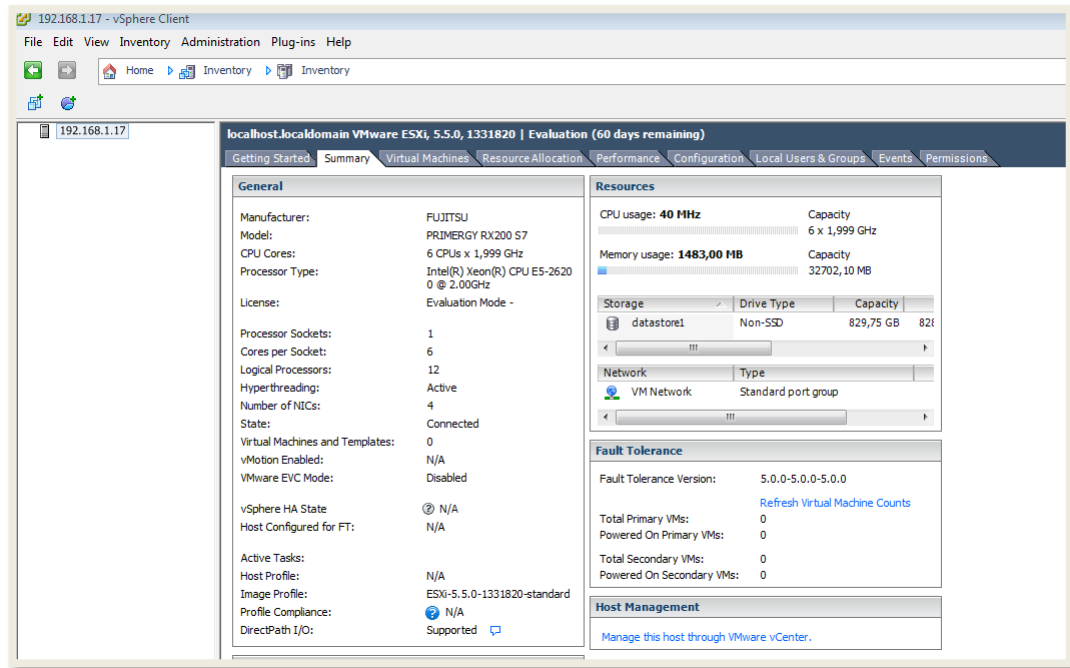 192.168.1.17 - vSphere Client
File Edit View Inventory Administration Plug-ins Help
Home Inventory Inventory
192.168.1.17
localhost.localdomain VMware ESXi, 5.5.0, 1331820 | Evaluation (60 days remaining)
Getting Started Summary Virtual Machines Resource Allocation Performance Configuration Local Users & Groups Events Permissions
General
Manufacturer: FUJITSU
Model: PRIMERGY RX200 S7
CPU Cores: 6 CPUs x 1,999 GHz
Processor Type: Intel(R) Xeon(R) CPU E5-2620
0 @ 2.00GHz
License: Evaluation Mode -
Processor Sockets: 1
Cores per Socket: 6
Logical Processors: 12
Hyperthreading: Active
Number of NICs: 4
State: Connected
Virtual Machines and Templates: 0
vMotion Enabled: N/A
VMware EVC Mode: Disabled
vSphere HA State ? N/A
Host Configured for FT: N/A
Active Tasks:
Host Profile: N/A
Image Profile: ESXi-5.5.0-1331820-standard
Profile Compliance: ? N/A
DirectPath I/O: Supported
Resources
CPU usage: 40 MHz Capacity
6 x 1,999 GHz
Memory usage: 1483,00 MB Capacity
32702,10 MB
Storage Drive Type Capacity
datastore1 Non-SSD 829,75 GB 828
Network Type
VM Network Standard port group
Fault Tolerance
Fault Tolerance Version: 5.0.0-5.0.0-5.0.0
Refresh Virtual Machine Counts
Total Primary VMs: 0
Powered On Primary VMs: 0
Total Secondary VMs: 0
Powered On Secondary VMs: 0
Host Management
Manage this host through VMware vCenter.